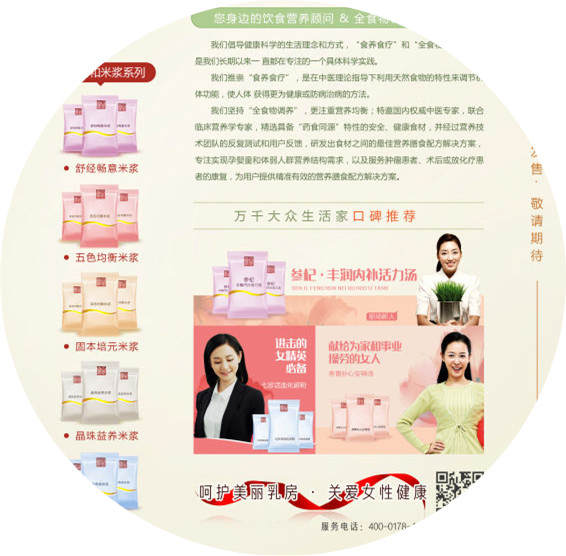 您身边的饮食营养顾问 & 全食物
我们倡导健康科学的生活理念和方式，“食养食疗”和“全食
是我们长期以来一 直都在专注的一个具体科学实践。
我们推崇“食养食疗”，是在中医理论指导下利用天然食物的特性来调节机
体功能，使人体 获得更为健康或防病治病的方法。
我们坚持“全食物调养”，更注重营养均衡；特邀国内权威中医专家，联合
临床营养学专家，精选具备“药食同源”特性的安全、健康食材，并经过营养技
术团队的反复测试和用户反馈，研发出食材之间的最佳营养膳食配方解决方案，
专注实现孕婴童和体弱人群营养结构需求，以及服务肿瘤患者、术后或放化疗患
者的康复，为用户提供精准有效的营养膳食配方解决方案。
和米浆系列
舒经畅意米浆
五色均衡米浆
固本培元米浆
晶珠益养米浆
售 · 敬请期待
万千大众生活家 口碑推荐
参杞 · 丰润内补活力汤
职场新人
进击的
女精英
必备
献给为家和事业
操劳的女人
呵护美丽乳房 · 关爱女性健康
服务电话：400-0178-